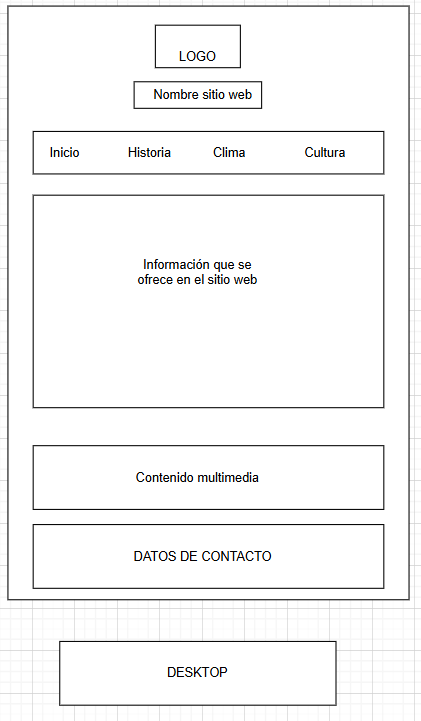 LOGO
Nombre sitio web
Inicio Historia Clima Cultura
Información que se
ofrece en el sitio web
Contenido multimedia
DATOS DE CONTACTO
DESKTOP